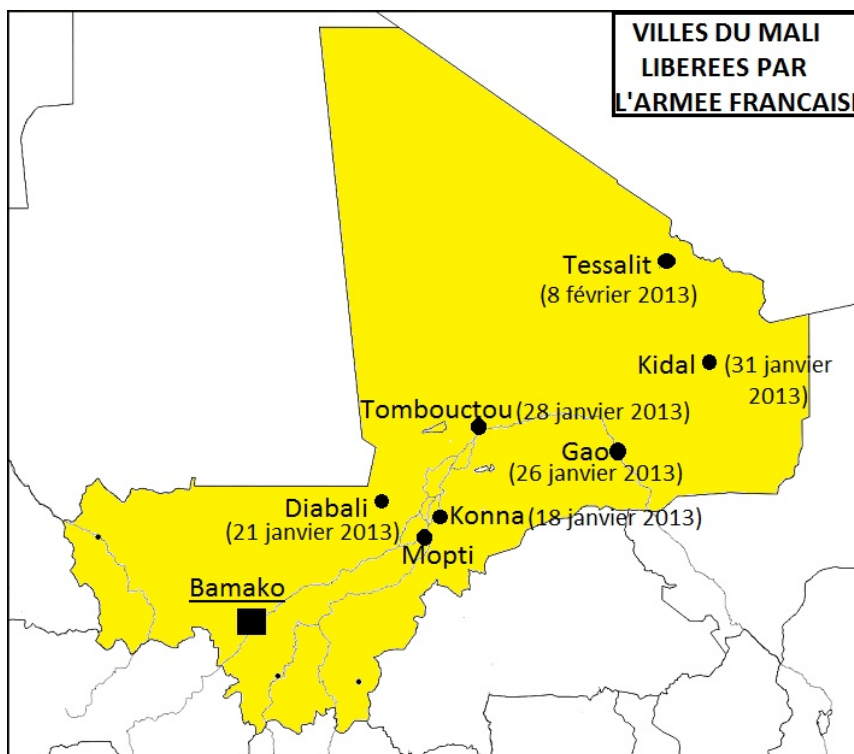 VILLES DU MALI
LIBEREES PAR
L'ARMEE FRANCAISE
Tessalit
(8 février 2013)
Kidal (31 janvier
2013)
Tombouctou (28 janvier 2013)
Gao
(26 janvier 2013)
Diabali
(21 janvier 2013)
Konna (18 janvier 2013)
Mopti
Bamako